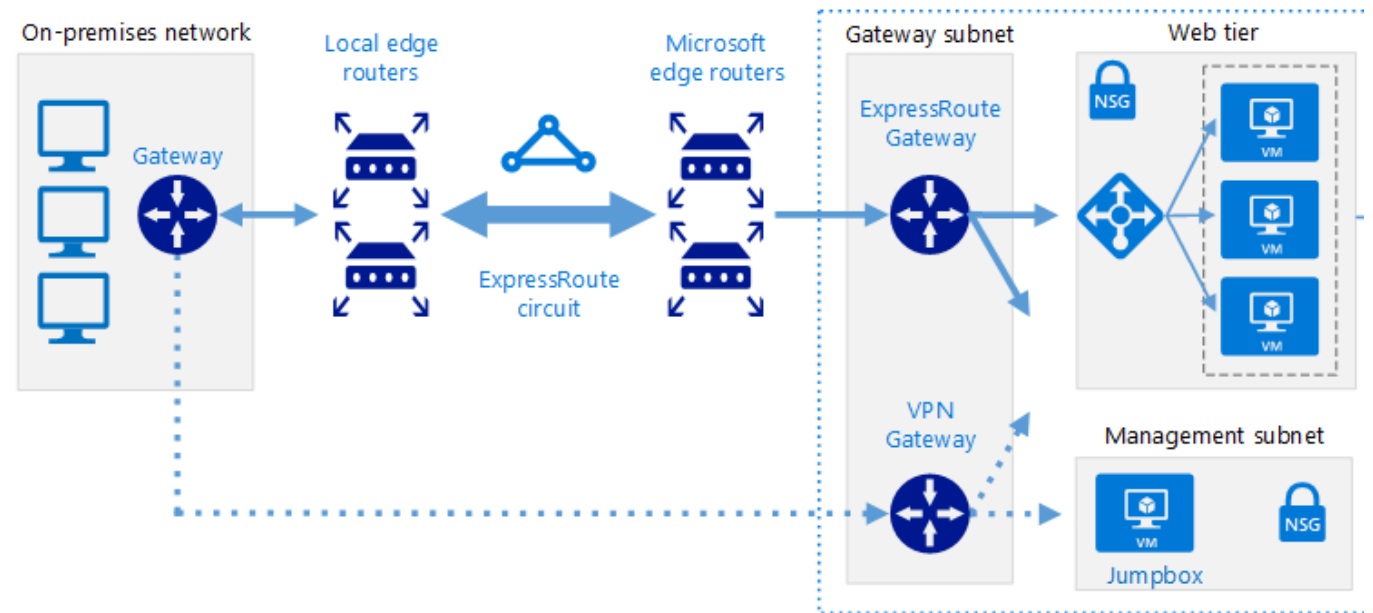 On-premises network
Gateway
Local edge
routers
ExpressRoute
circuit
Microsoft
edge routers
Gateway subnet
ExpressRoute
Gateway
VPN
Gateway
Web tier
NSG
VM
VM
VM
Management subnet
VM
Jumpbox
NSG